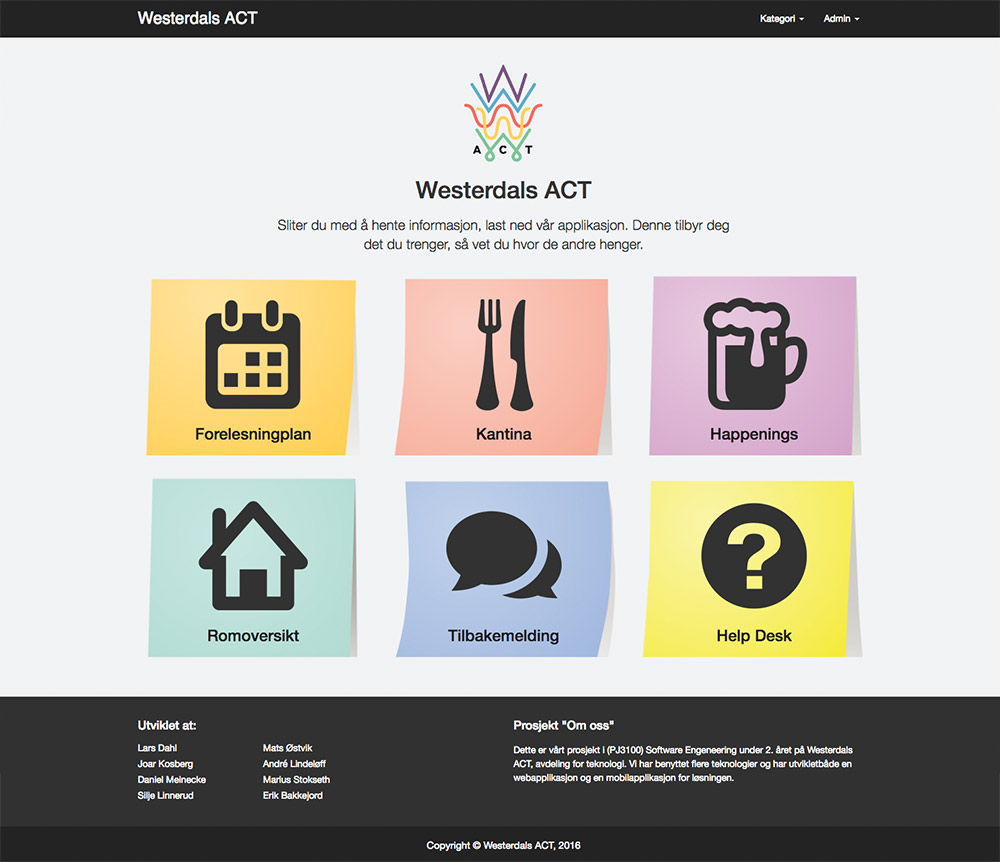 Westerdals ACT
Kategori
Admin
A C T
Westerdals ACT
Sliter du med å hente informasjon, last ned vår applikasjon. Denne tilbyr deg
det du trenger, så vet du hvor de andre henger.
Forelesningplan
Kantina
Happenings
Romoversikt
Tilbakemelding
Help Desk
Utviklet at:
Lars Dahl
Joar Kosberg
Daniel Meinecke
Silje Linnerud
Mats Østvik
André Lindeløff
Marius Stokseth
Erik Bakkejord
Prosjekt "Om oss"
Dette er vårt prosjekt i (PJ3100) Software Engeneering under 2. året på Westerdals
ACT, avdeling for teknologi. Vi har benyttet flere teknologier og har utvikletbåde en
webapplikasjon og en mobilapplikasjon for løsningen.
Copyright © Westerdals ACT, 2016